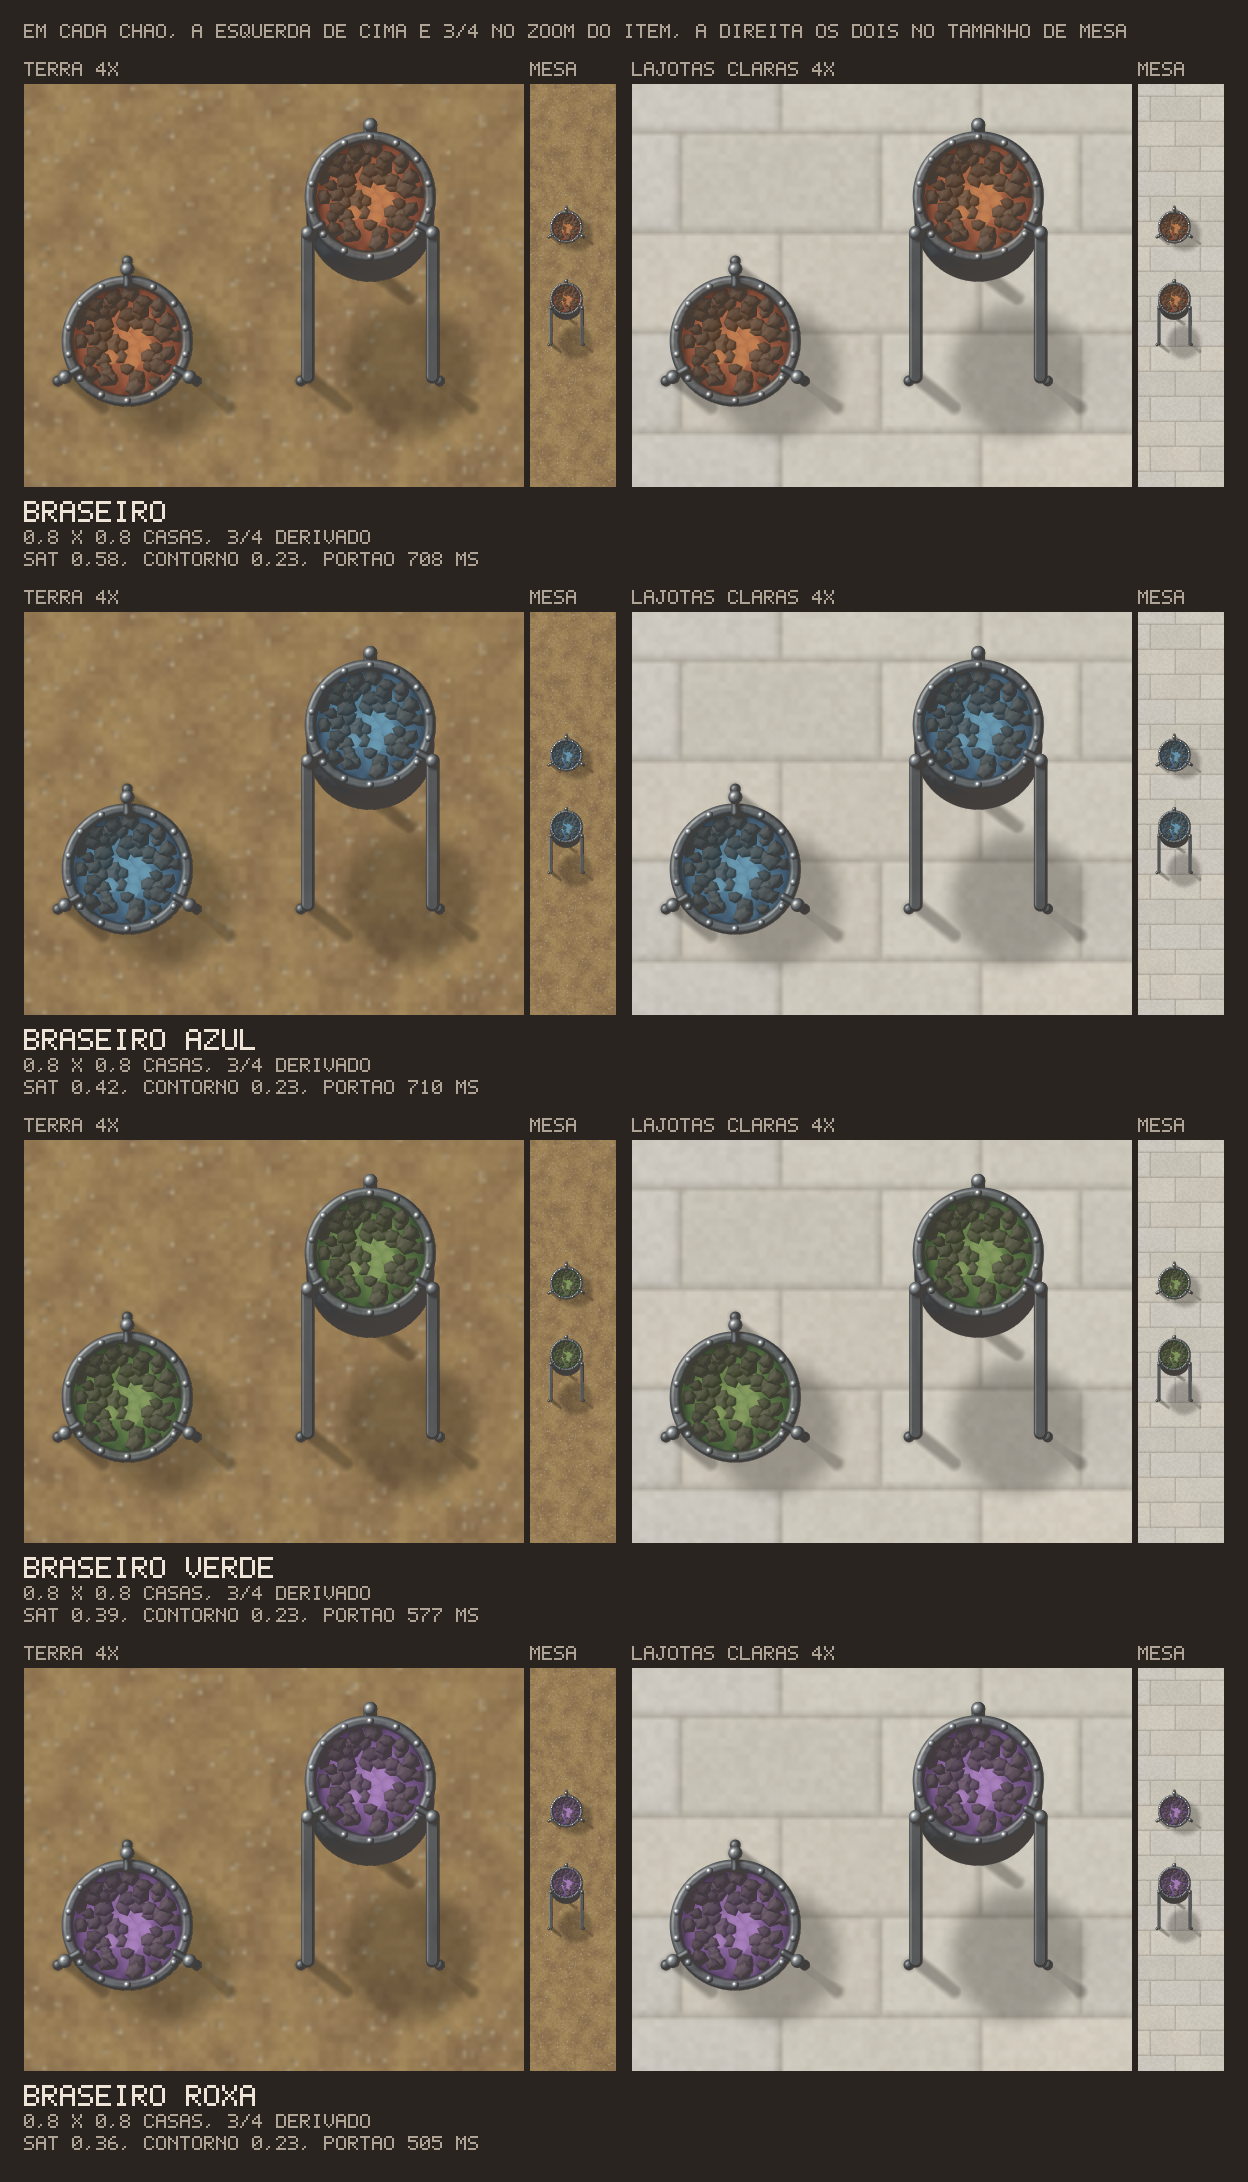 EM CADA CHAO, A ESQUERDA DE CIMA E 3/4 NO ZOOM DO ITEM, A DIREITA OS DOIS NO TAMANHO DE MESA
TERRA 4X MESA LAJOTAS CLARAS 4X MESA
BRASEIRO
0,8 X 0,8 CASAS, 3/4 DERIVADO
SAT 0,58, CONTORNO 0,23, PORTAO 708 MS
TERRA 4X MESA LAJOTAS CLARAS 4X MESA
BRASEIRO AZUL
0,8 X 0,8 CASAS, 3/4 DERIVADO
SAT 0,42, CONTORNO 0,23, PORTAO 710 MS
TERRA 4X MESA LAJOTAS CLARAS 4X MESA
BRASEIRO VERDE
0,8 X 0,8 CASAS, 3/4 DERIVADO
SAT 0,39, CONTORNO 0,23, PORTAO 577 MS
TERRA 4X MESA LAJOTAS CLARAS 4X MESA
BRASEIRO ROXA
0,8 X 0,8 CASAS, 3/4 DERIVADO
SAT 0,36, CONTORNO 0,23, PORTAO 505 MS